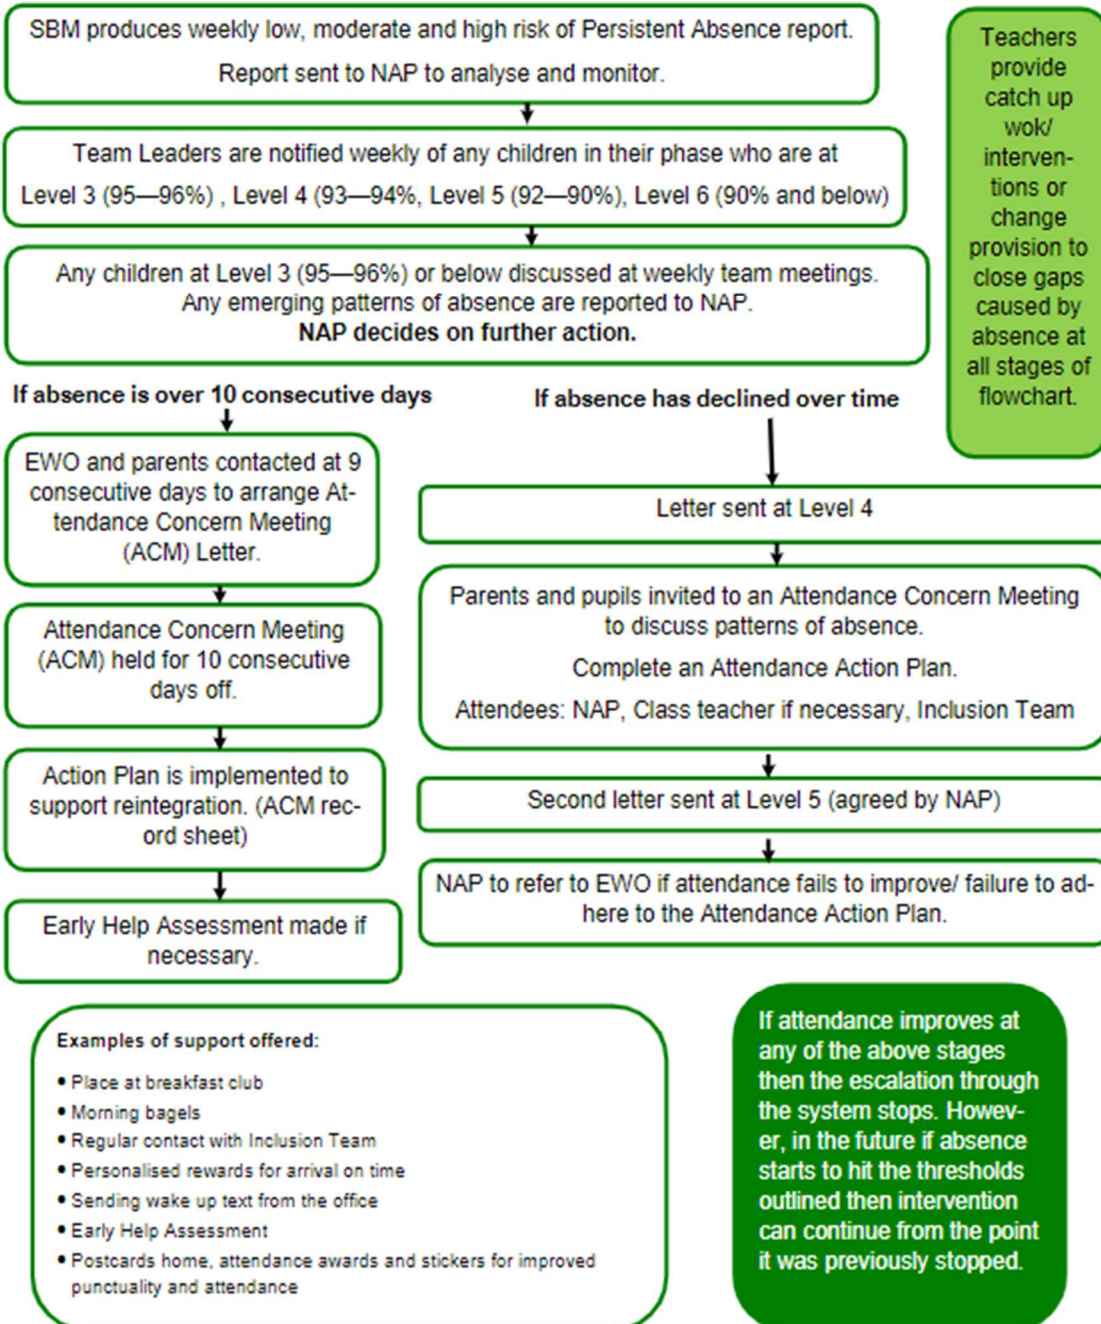 SBM produces weekly low, moderate and high risk of Persistent Absence report.
Report sent to NAP to analyse and monitor.
Teachers
provide
catch up
wok/
interven-
tions or
change
provision to
close gaps
caused by
absence at
all stages of
flowchart.
Team Leaders are notified weekly of any children in their phase who are at
Level 3 (95—96%) , Level 4 (93—94%, Level 5 (92—90%), Level 6 (90% and below)
Any children at Level 3 (95—96%) or below discussed at weekly team meetings.
Any emerging patterns of absence are reported to NAP.
NAP decides on further action.
If absence is over 10 consecutive days
EWO and parents contacted at 9
consecutive days to arrange At-
tendance Concern Meeting
(ACM) Letter.
Attendance Concern Meeting
(ACM) held for 10 consecutive
days off.
Action Plan is implemented to
support reintegration. (ACM rec-
ord sheet)
Early Help Assessment made if
necessary.
If absence has declined over time
Letter sent at Level 4
Parents and pupils invited to an Attendance Concern Meeting
to discuss patterns of absence.
Complete an Attendance Action Plan.
Attendees: NAP, Class teacher if necessary, Inclusion Team
Second letter sent at Level 5 (agreed by NAP)
NAP to refer to EWO if attendance fails to improve/ failure to ad-
here to the Attendance Action Plan.
Examples of support offered:
• Place at breakfast club
• Morning bagels
• Regular contact with Inclusion Team
• Personalised rewards for arrival on time
• Sending wake up text from the office
• Early Help Assessment
• Postcards home, attendance awards and stickers for improved
punctuality and attendance
If attendance improves at
any of the above stages
then the escalation through
the system stops. Howev-
er, in the future if absence
starts to hit the thresholds
outlined then intervention
can continue from the point
it was previously stopped.